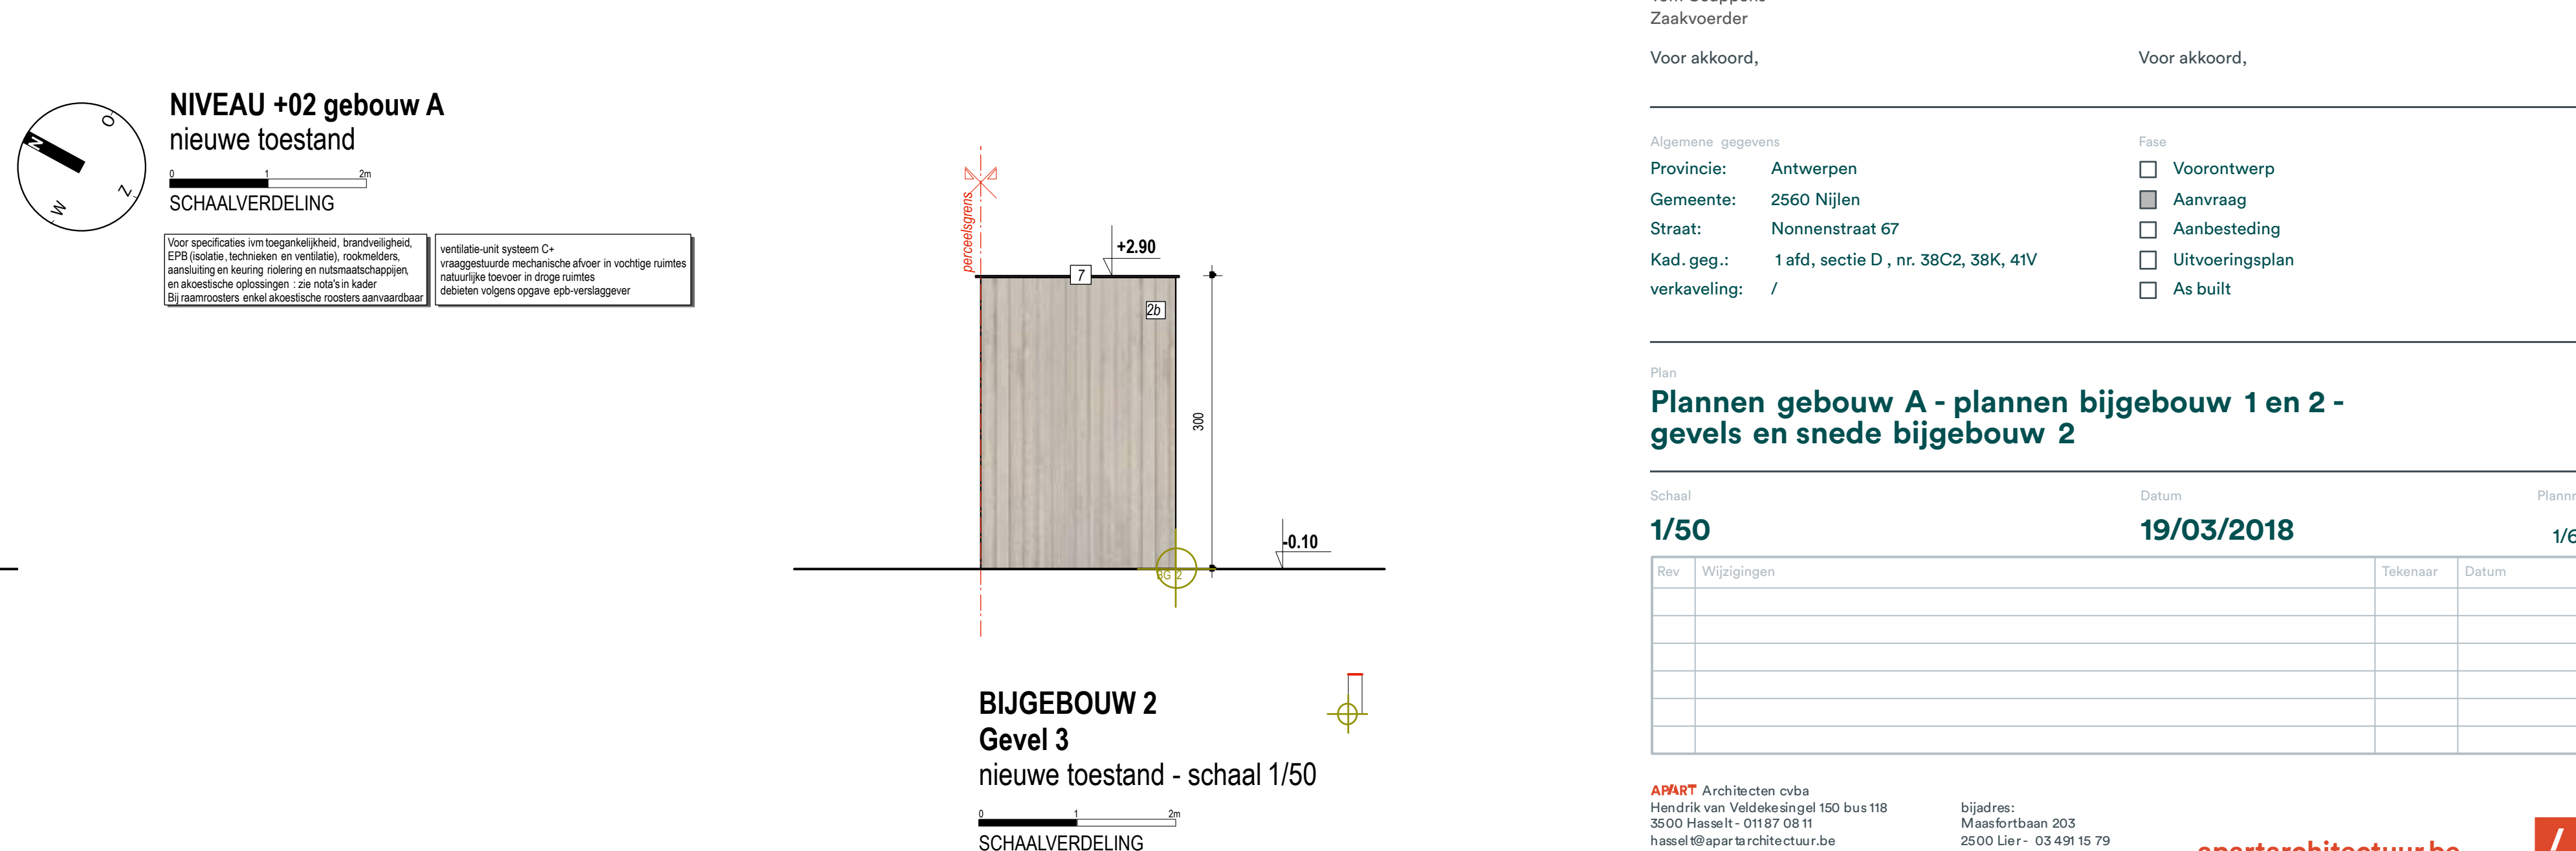 NIVEAU +02 gebouw A
nieuwe toestand
0 1 2m
SCHAALVERDELING
N
O
Z
W
Voor specificaties ivm toegankelijkheid, brandveiligheid,
EPB (isolatie, technieken en ventilatie), rookmelders,
aansluiting en keuring riolering en nutsmaatschappijen,
en akoestische oplossingen : zie nota's in kader
Bij raamroosters enkel akoestische roosters aanvaardbaar
ventilatie-unit systeem C+
vraaggestuurde mechanische afvoer in vochtige ruimtes
natuurlijke toevoer in droge ruimtes
debieten volgens opgave epb-verslaggever
perceelsgrens
+2.90
7
2b
300
-0.10
BG 2
BIJGEBOUW 2
Gevel 3
nieuwe toestand - schaal 1/50
0 1 2m
SCHAALVERDELING
Zaakvoerder
Voor akkoord,
Voor akkoord,
Algemene gegevens
Provincie: Antwerpen
Gemeente: 2560 Nijlen
Straat: Nonnenstraat 67
Kad. geg.: 1 afd, sectie D , nr. 38C2, 38K, 41V
verkaveling: /
Fase
Voorontwerp
Aanvraag
Aanbesteding
Uitvoeringsplan
As built
Plan
Plannen gebouw A - plannen bijgebouw 1 en 2 -
gevels en snede bijgebouw 2
Schaal Datum
1/50 19/03/2018 1/6
Rev Wijzigingen Tekenaar Datum
APART Architecten cvba
Hendrik van Veldekesingel 150 bus 118
3500 Hasselt - 011 87 08 11
hasselt@apartarchitectuur.be
bijadres:
Maasfortbaan 203
2500 Lier - 03 491 15 79
apartarchitectuur.be